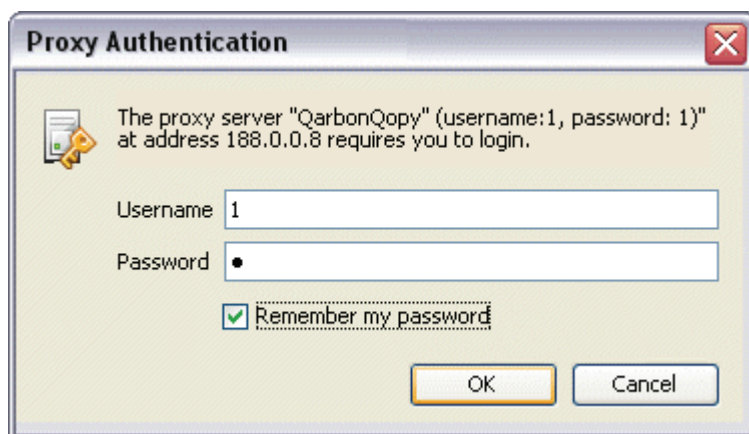 Proxy Authentication
The proxy server "QarbonQopy" (username:1, password: 1)"
at address 188.0.0.8 requires you to login.
Username 1
Password ●
Remember my password
OK Cancel